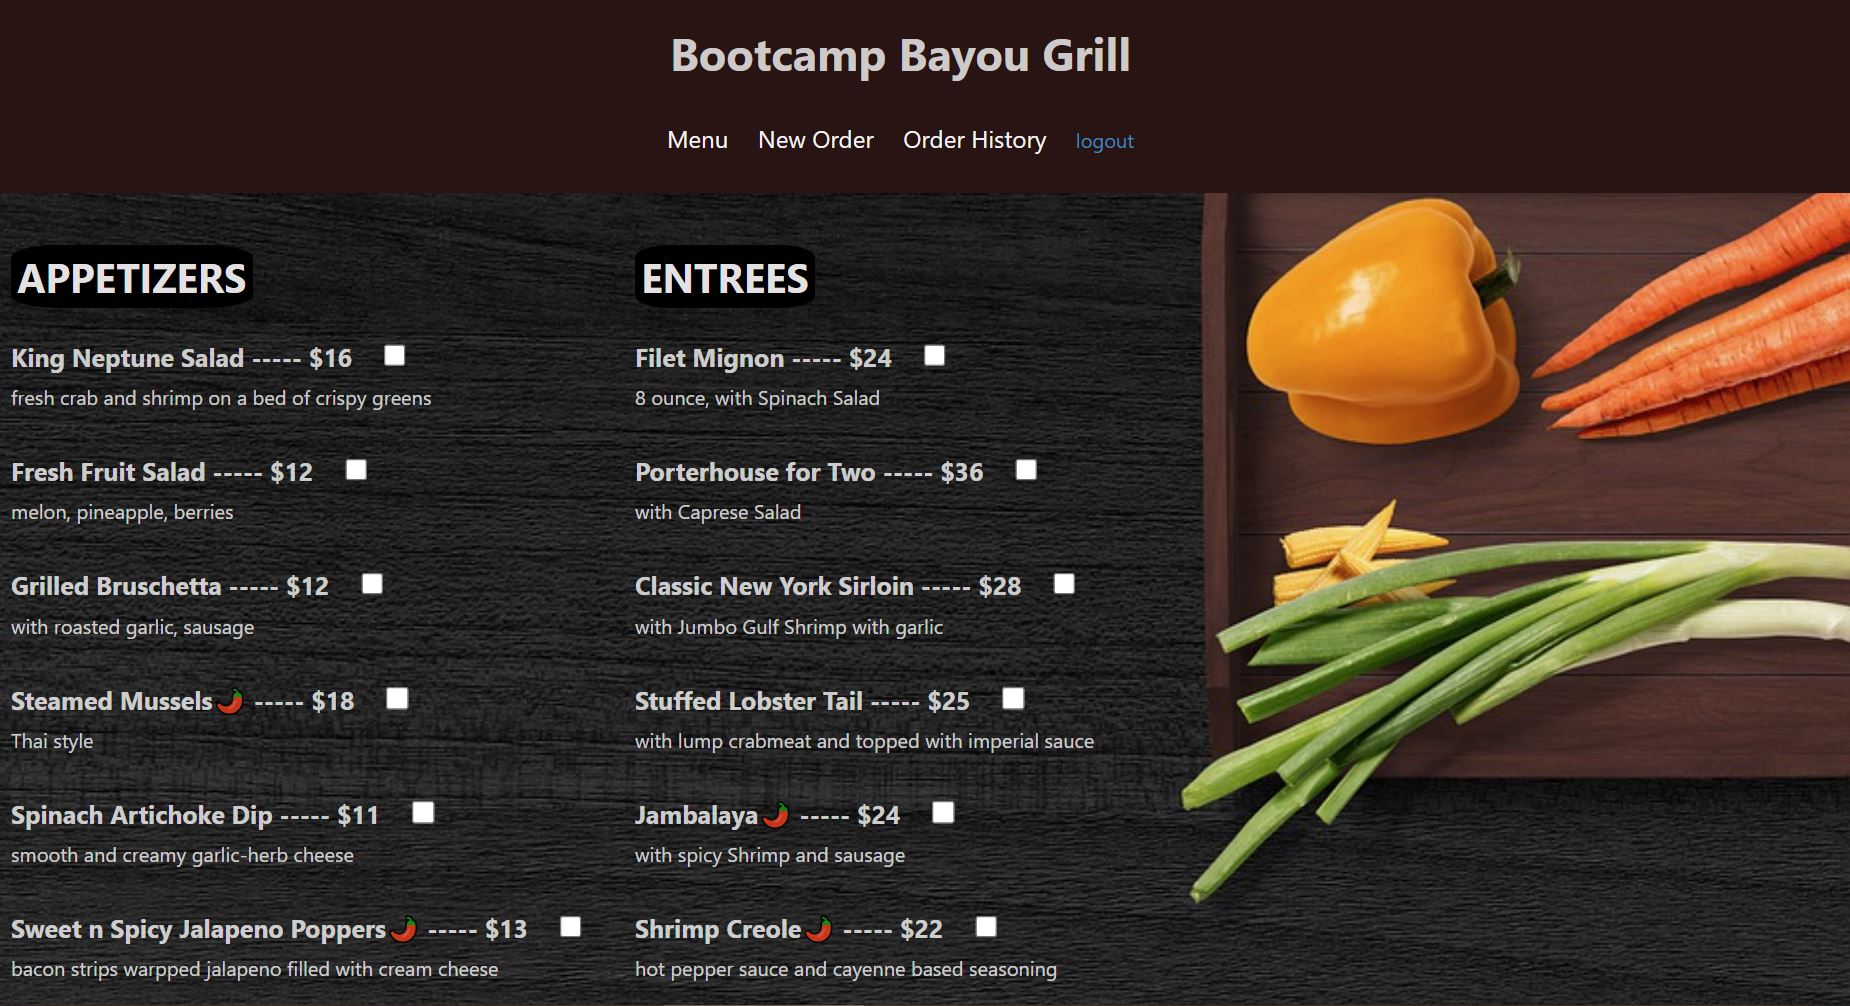 Bootcamp Bayou Grill
Menu New Order Order History logout
APPETIZERS
King Neptune Salad ----- $16
fresh crab and shrimp on a bed of crispy greens
Fresh Fruit Salad ----- $12
melon, pineapple, berries
Grilled Bruschetta ----- $12
with roasted garlic, sausage
Steamed Mussels🌶 ----- $18
Thai style
Spinach Artichoke Dip ----- $11
smooth and creamy garlic-herb cheese
Sweet n Spicy Jalapeno Poppers🌶 ----- $13
bacon strips warpped jalapeno filled with cream cheese
ENTREES
Filet Mignon ----- $24
8 ounce, with Spinach Salad
Porterhouse for Two ----- $36
with Caprese Salad
Classic New York Sirloin ----- $28
with Jumbo Gulf Shrimp with garlic
Stuffed Lobster Tail ----- $25
with lump crabmeat and topped with imperial sauce
Jambalaya🌶 ----- $24
with spicy Shrimp and sausage
Shrimp Creole🌶 ----- $22
hot pepper sauce and cayenne based seasoning